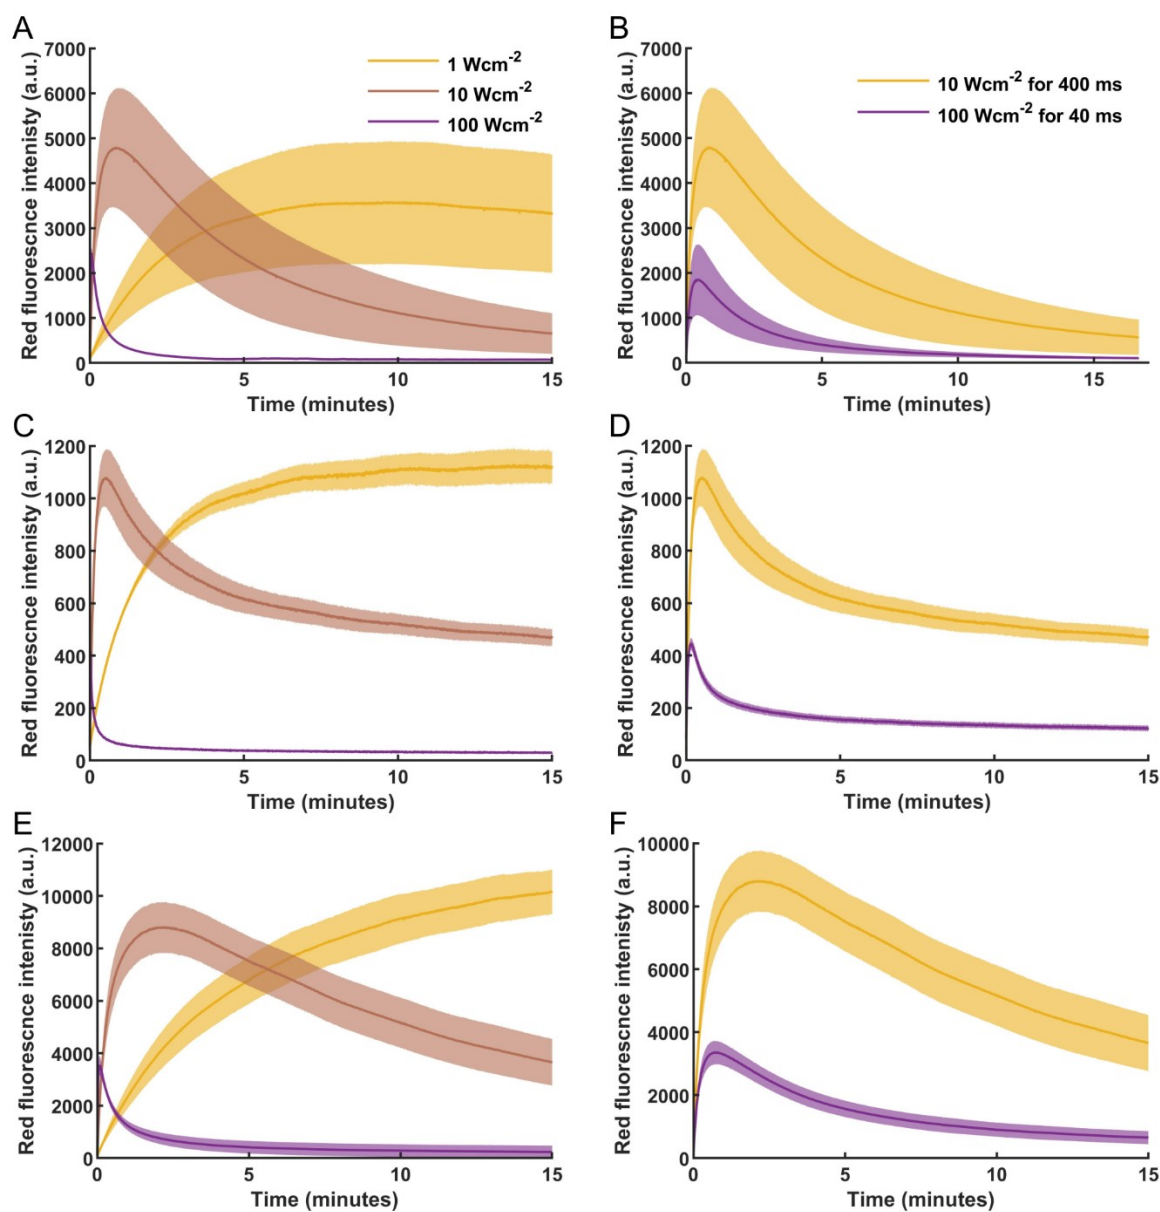 A
7000
6000
5000
4000
3000
2000
1000
0
Red fluorescnce intenisty (a.u.)
1 Wcm-2
10 Wcm-2
100 Wcm-2
0 5 10 15
Time (minutes)
B
7000
6000
5000
4000
3000
2000
1000
0
Red fluorescnce intenisty (a.u.)
10 Wcm-2 for 400 ms
100 Wcm-2 for 40 ms
0 5 10 15
Time (minutes)
C
1200
1000
800
600
400
200
0
Red fluorescnce intenisty (a.u.)
0 5 10 15
Time (minutes)
D
1200
1000
800
600
400
200
0
Red fluorescnce intenisty (a.u.)
0 5 10 15
Time (minutes)
E
12000
10000
8000
6000
4000
2000
0
Red fluorescnce intenisty (a.u.)
0 5 10 15
Time (minutes)
F
10000
8000
6000
4000
2000
0
Red fluorescnce intenisty (a.u.)
0 5 10 15
Time (minutes)